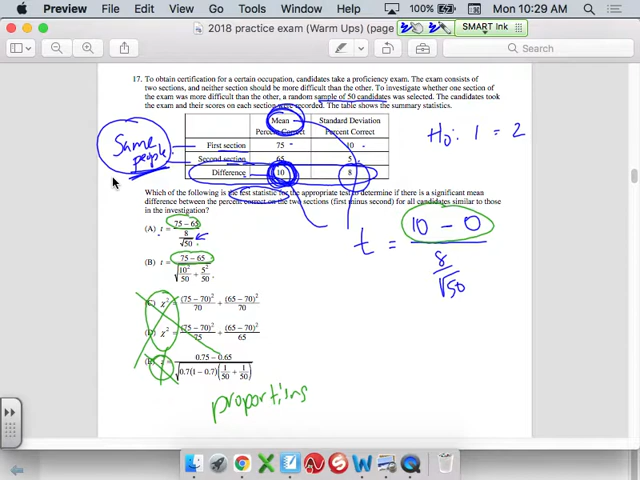 Preview File Edit View Go Tools Window Help 100% Mon 10:29 AM
2018 practice exam (Warm Ups) (page
SMART Ink
Search
17. To obtain certification for a certain occupation, candidates take a proficiency exam. The exam consists of
two sections, and neither section should be more difficult than the other. To investigate whether one section of
the exam was more difficult than the other, a random sample of 50 candidates was selected. The candidates took
the exam and their scores on each section were recorded. The table shows the summary statistics.
Mean Standard Deviation
Percent Correct Percent Correct
First section 75 10
Second section 65 5
Difference 10 8
Same
people
H₀: 1 = 2
Which of the following is the test statistic for the appropriate test to determine if there is a significant mean
difference between the percent correct on the two sections (first minus second) for all candidates similar to those
in the investigation?
(A) t = (75 – 65) / (8/√50)
(B) t = (75 – 65) / √(10²/50 + 5²/50)
(C) χ² = (75 – 70)²/70 + (65 – 70)²/70
(D) χ² = (75 – 70)²/75 + (65 – 70)²/65
(E) z = (0.75 – 0.65) / √(0.7(1 – 0.7)(1/50 + 1/50))
t = (10 – 0) / (8/√50)
proportions